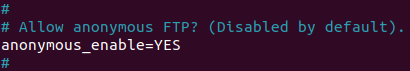 #
# Allow anonymous FTP? (Disabled by default).
anonymous_enable=YES
#